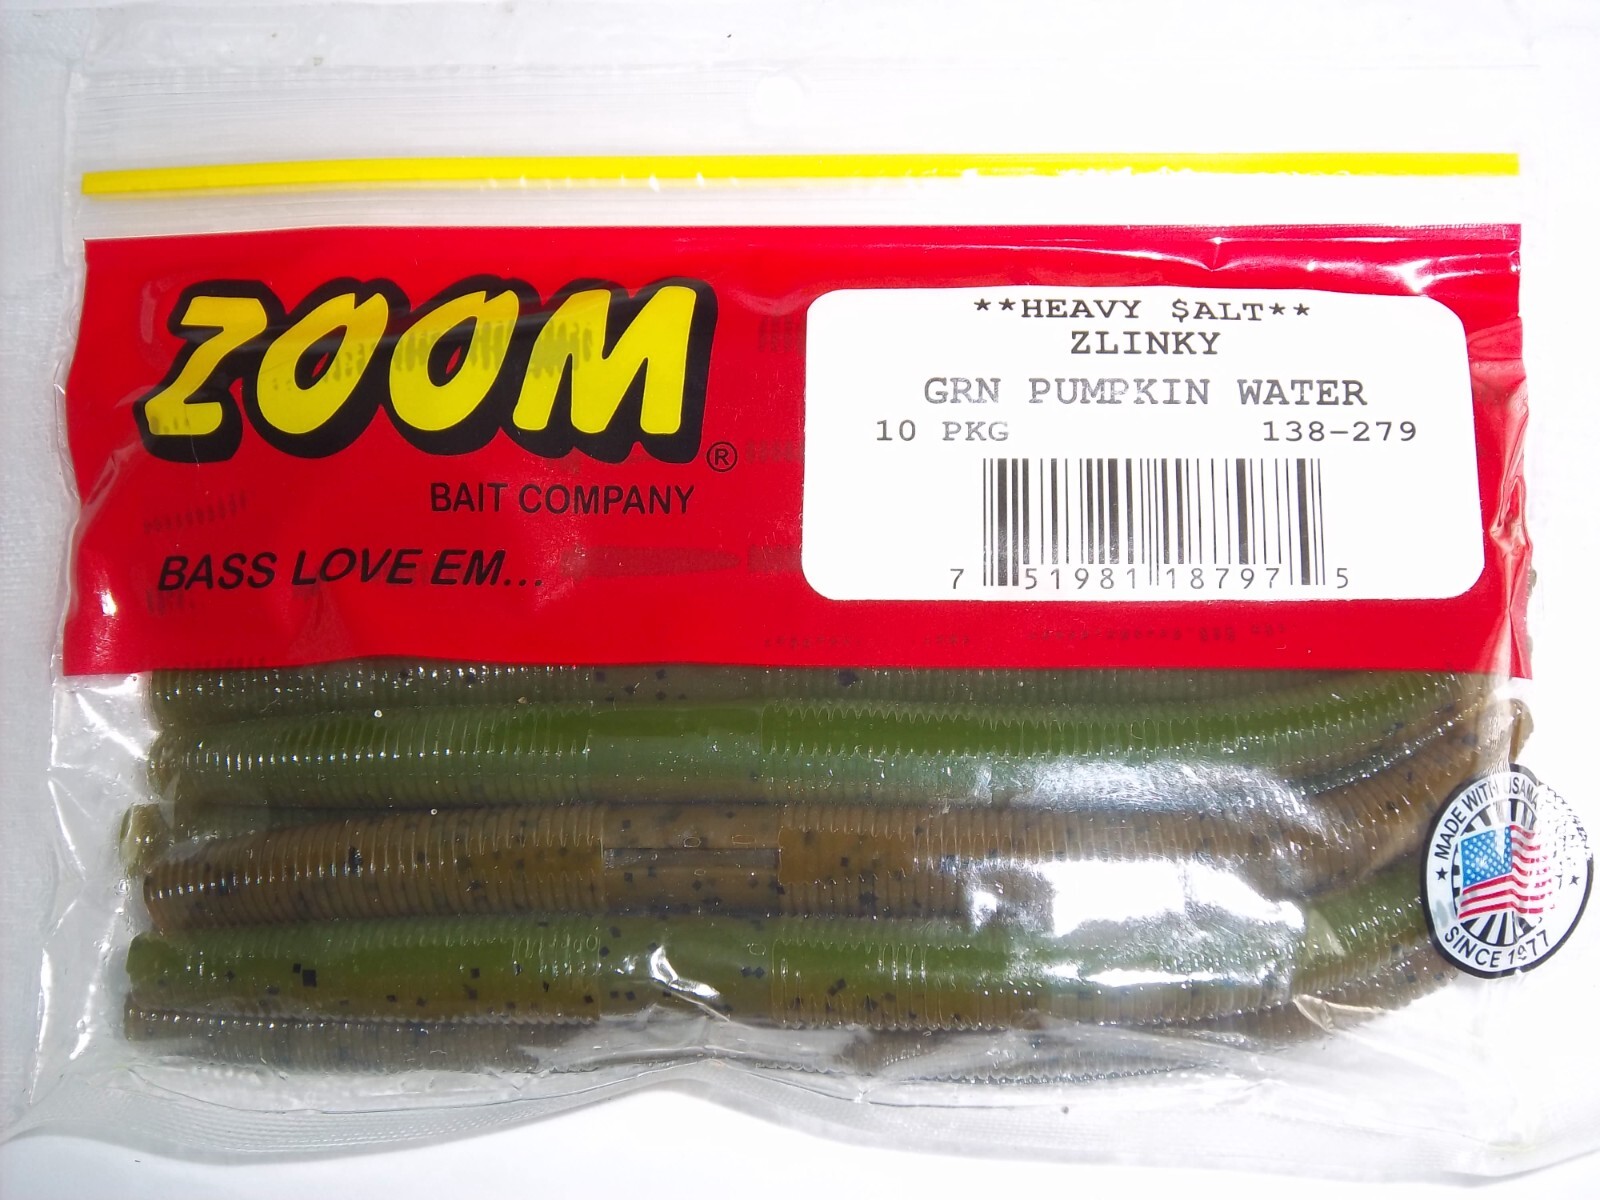 ZOOM®
BAIT COMPANY
BASS LOVE EM...
**HEAVY $ALT**
ZLINKY
GRN PUMPKIN WATER
10 PKG 138-279
7 51981 18797 5
MADE WITH USA
SINCE 1977